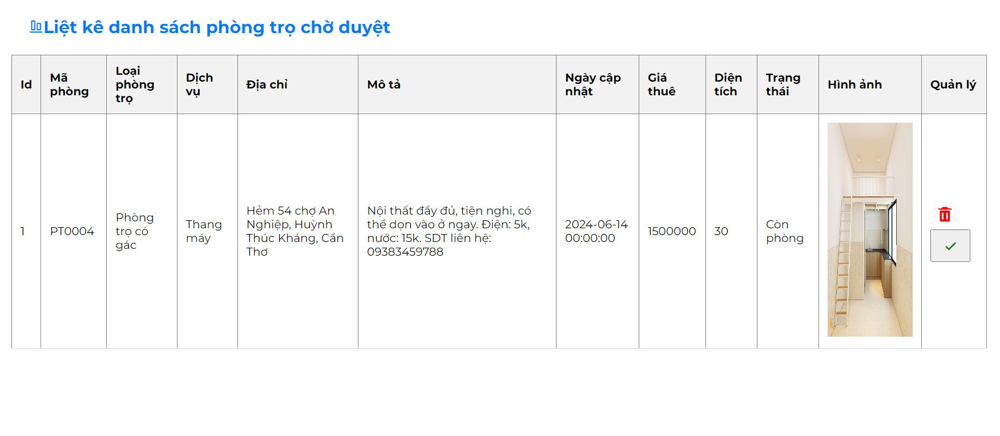 Liệt kê danh sách phòng trọ chờ duyệt
Id
Mã
phòng
Loại
phòng
trọ
Dịch
vụ
Địa chỉ
Mô tả
Ngày cập
nhật
Giá
thuê
Diện
tích
Trạng
thái
Hình ảnh
Quản lý
1
PT0004
Phòng
trọ có
gác
Thang
máy
Hẻm 54 chợ An
Nghiệp, Huỳnh
Thúc Kháng, Cần
Thơ
Nội thất đầy đủ, tiện nghi, có
thể dọn vào ở ngay. Điện: 5k,
nước: 15k. SDT liên hệ:
09383459788
2024-06-14
00:00:00
1500000
30
Còn
phòng